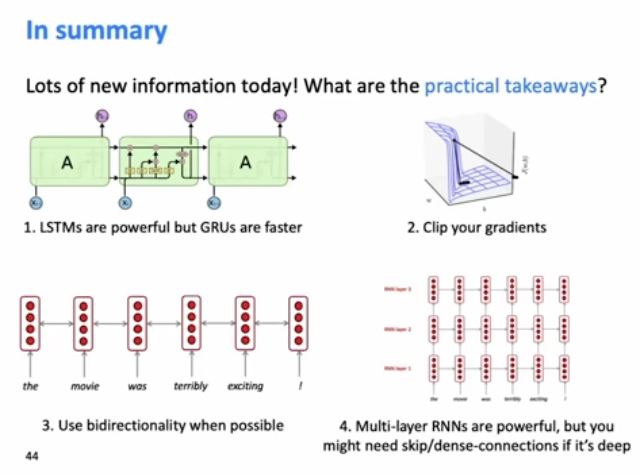 In summary
Lots of new information today! What are the practical takeaways?
A
A
1. LSTMs are powerful but GRUs are faster
2. Clip your gradients
the movie was terribly exciting !
3. Use bidirectionality when possible
RNN layer 3
RNN layer 2
RNN layer 1
the movie was terribly exciting !
4. Multi-layer RNNs are powerful, but you
might need skip/dense-connections if it's deep
44